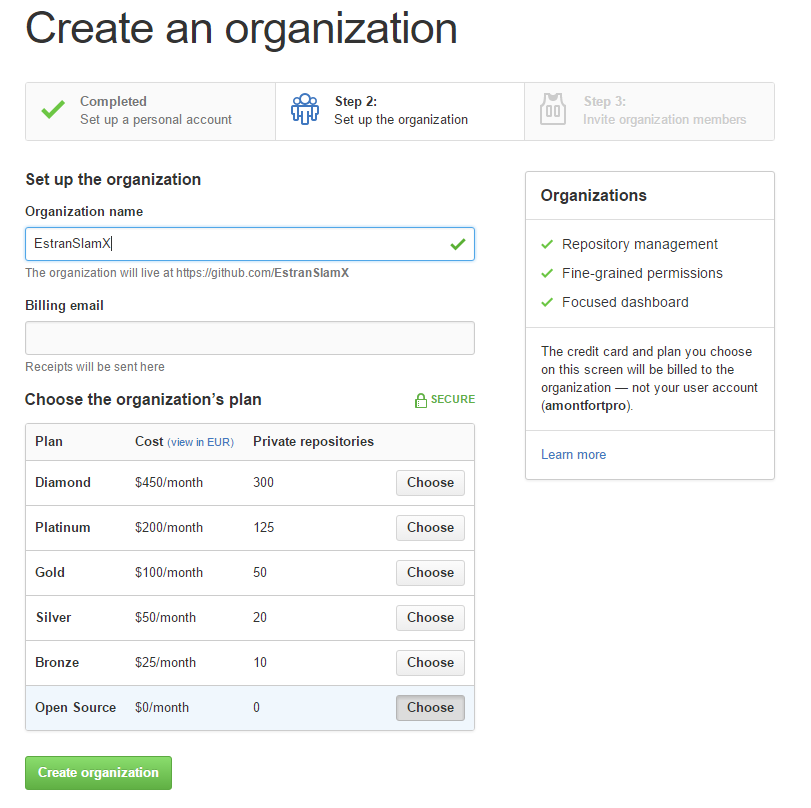 Create an organization
Completed
Set up a personal account
Step 2:
Set up the organization
Step 3:
Invite organization members
Set up the organization
Organization name
EstranSlamX
The organization will live at https://github.com/EstranSlamX
Billing email
Receipts will be sent here
Choose the organization’s plan
SECURE
Plan Cost (view in EUR) Private repositories
Diamond $450/month 300 Choose
Platinum $200/month 125 Choose
Gold $100/month 50 Choose
Silver $50/month 20 Choose
Bronze $25/month 10 Choose
Open Source $0/month 0 Choose
Create organization
Organizations
Repository management
Fine-grained permissions
Focused dashboard
The credit card and plan you choose
on this screen will be billed to the
organization — not your user account
(amontfortpro).
Learn more